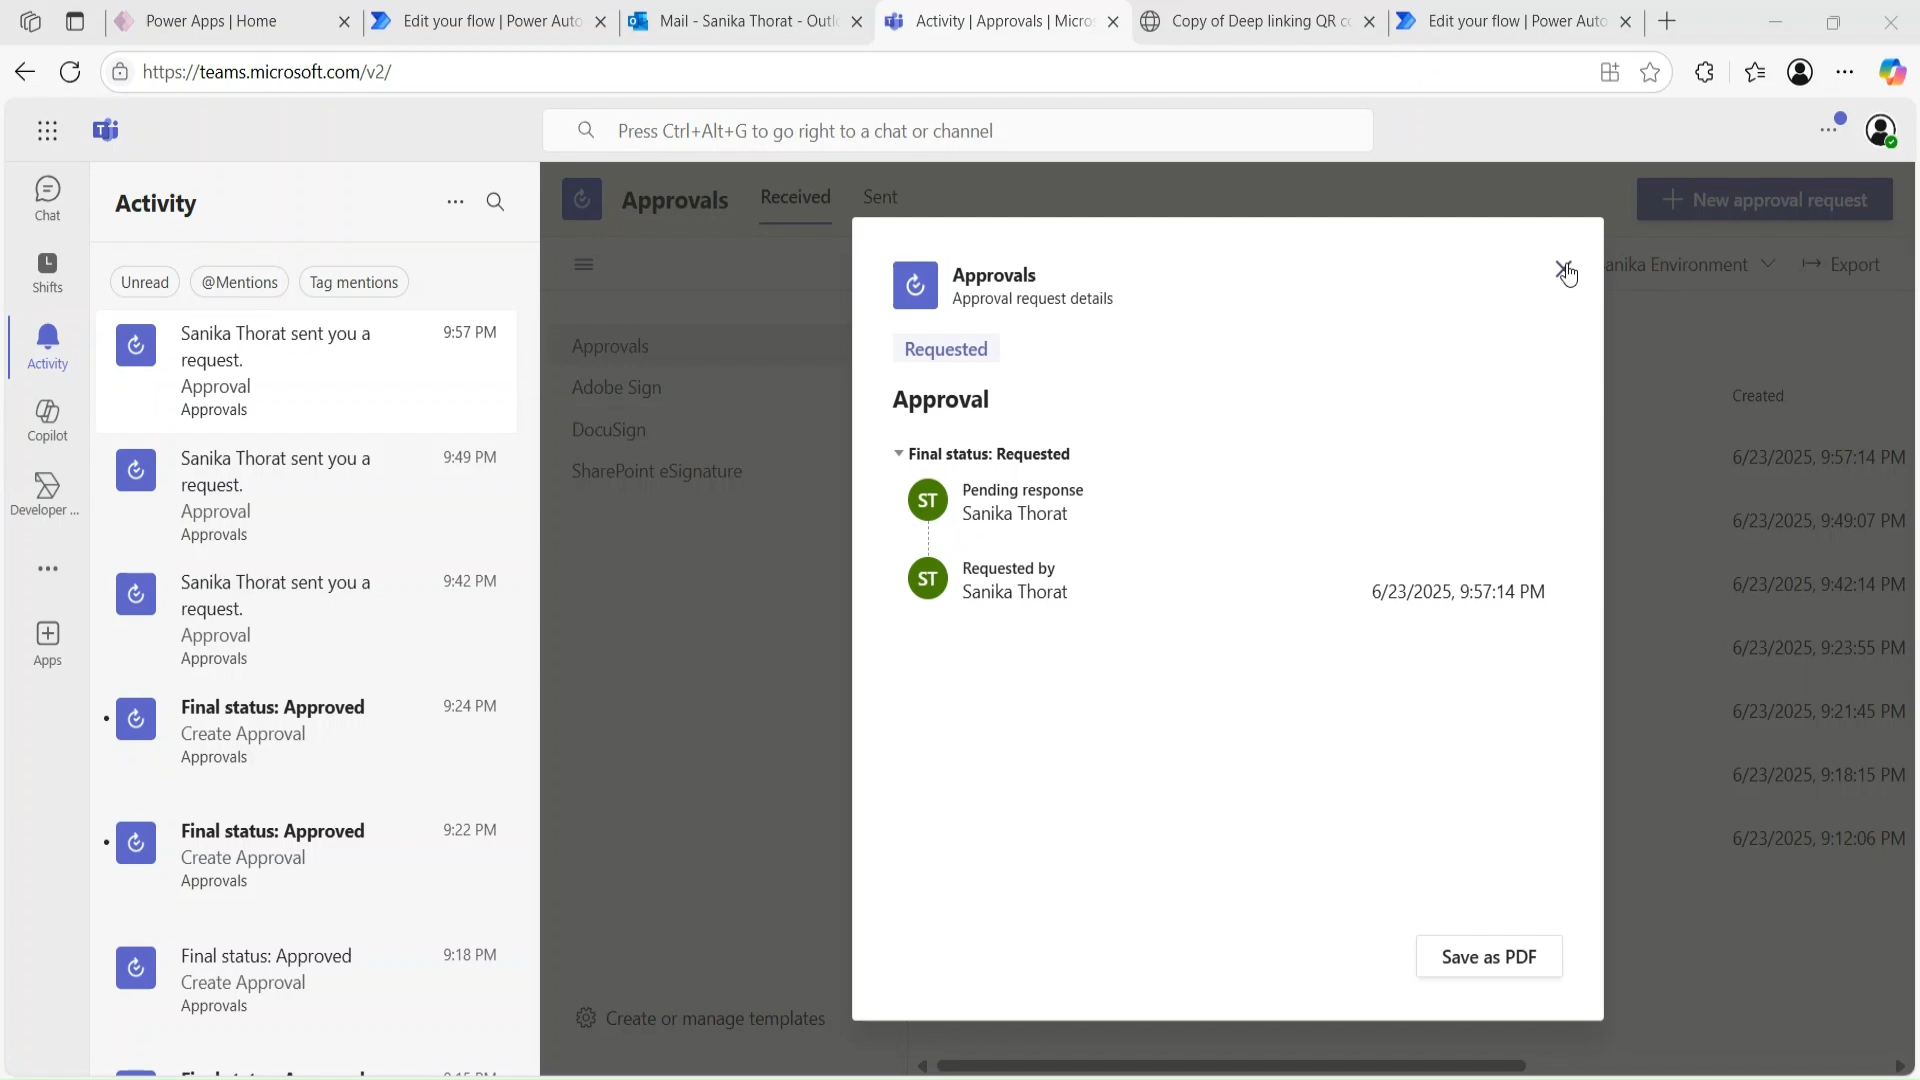 Power Apps | Home
Edit your flow | Power Auto
Mail - Sanika Thorat - Outl
Activity | Approvals | Micro
Copy of Deep linking QR c
Edit your flow | Power Auto
https://teams.microsoft.com/v2/
Press Ctrl+Alt+G to go right to a chat or channel
Chat
Shifts
Activity
Copilot
Developer ...
Apps
Activity
Unread
@Mentions
Tag mentions
Sanika Thorat sent you a
request.
9:57 PM
Approval
Approvals
Sanika Thorat sent you a
request.
9:49 PM
Approval
Approvals
Sanika Thorat sent you a
request.
9:42 PM
Approval
Approvals
Final status: Approved
9:24 PM
Create Approval
Approvals
Final status: Approved
9:22 PM
Create Approval
Approvals
Final status: Approved
9:18 PM
Create Approval
Approvals
Approvals
Received
Sent
New approval request
anika Environment
Export
Approvals
Adobe Sign
DocuSign
SharePoint eSignature
Create or manage templates
Approvals
Approval request details
Requested
Approval
Final status: Requested
ST
Pending response
Sanika Thorat
ST
Requested by
Sanika Thorat
6/23/2025, 9:57:14 PM
Save as PDF
Created
6/23/2025, 9:57:14 PM
6/23/2025, 9:49:07 PM
6/23/2025, 9:42:14 PM
6/23/2025, 9:23:55 PM
6/23/2025, 9:21:45 PM
6/23/2025, 9:18:15 PM
6/23/2025, 9:12:06 PM